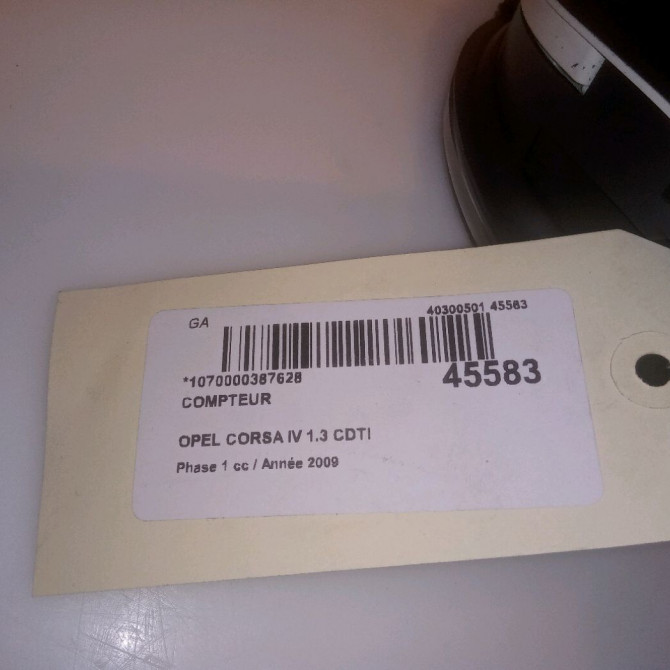 GA
40300501 45583
*1070000387628
45583
COMPTEUR
OPEL CORSA IV 1.3 CDTI
Phase 1 cc / Année 2009